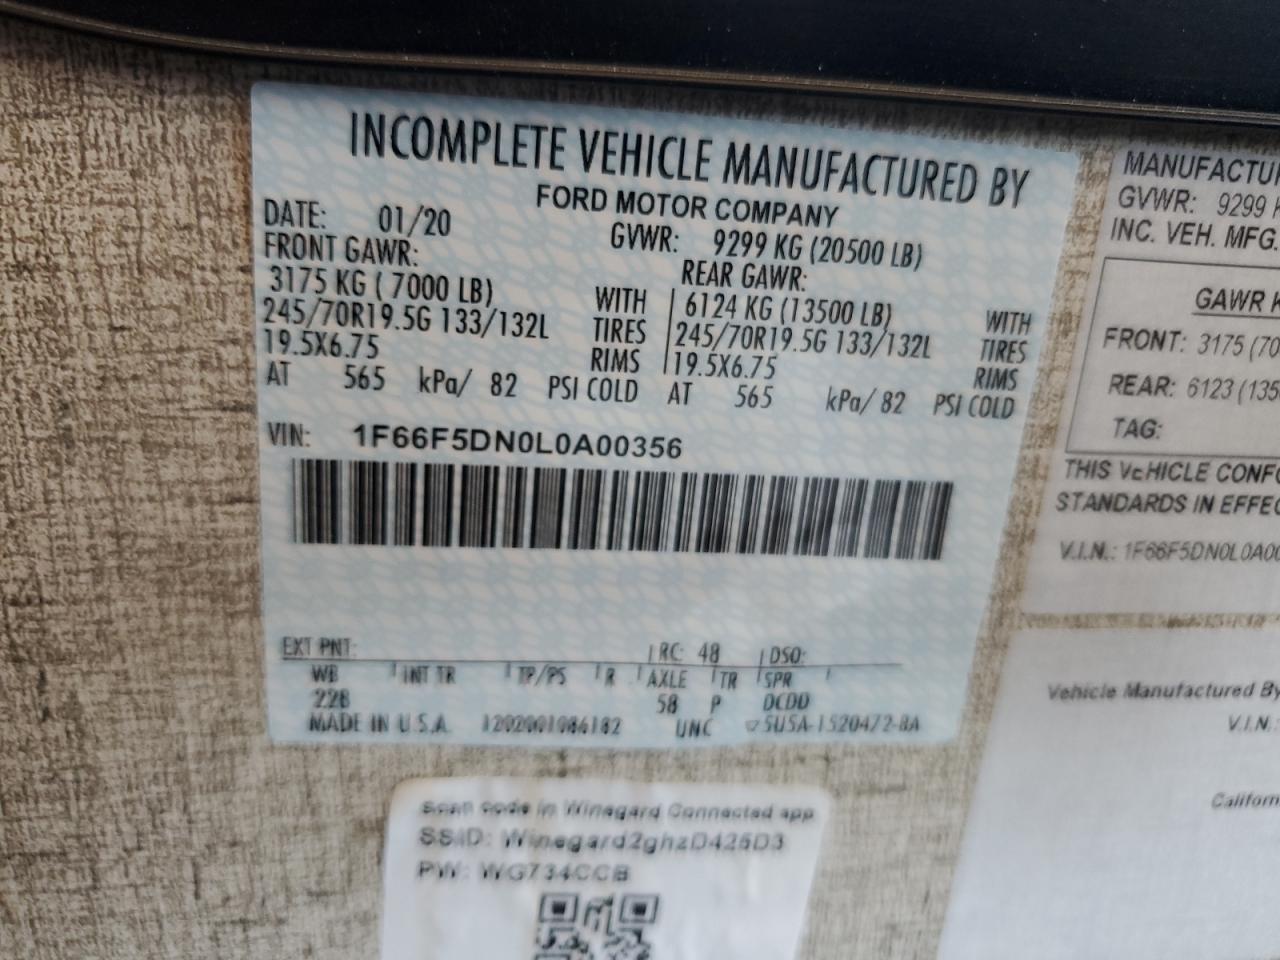 INCOMPLETE VEHICLE MANUFACTURED BY
FORD MOTOR COMPANY
DATE: 01/20
GVWR: 9299 KG (20500 LB)
FRONT GAWR:
REAR GAWR:
3175 KG ( 7000 LB) WITH
6124 KG (13500 LB) WITH
245/70R19.5G 133/132L TIRES
245/70R19.5G 133/132L TIRES
19.5X6.75 RIMS
19.5X6.75 RIMS
AT 565 kPa/ 82 PSI COLD
AT 565 kPa/ 82 PSI COLD
VIN: 1F66F5DN0L0A00356
EXT PNT: RC: 48 DSO:
WB INT TR TP/PS R AXLE TR SPR
228 58 P DCDD
MADE IN U.S.A. 1202001086182 UNC 5U5A-1520472-BA
Scan code in Winegard Connected app
SSID: Winegard2ghzD425D3
PW: WG734CCB
MANUFACTU
GVWR: 9299
INC. VEH. MFG.
GAWR K
FRONT: 3175 (70
REAR: 6123 (135
TAG:
THIS VEHICLE CONF
STANDARDS IN EFFEC
V.I.N.: 1F66F5DN0L0A00
Vehicle Manufactured By
V.I.N.:
Californ